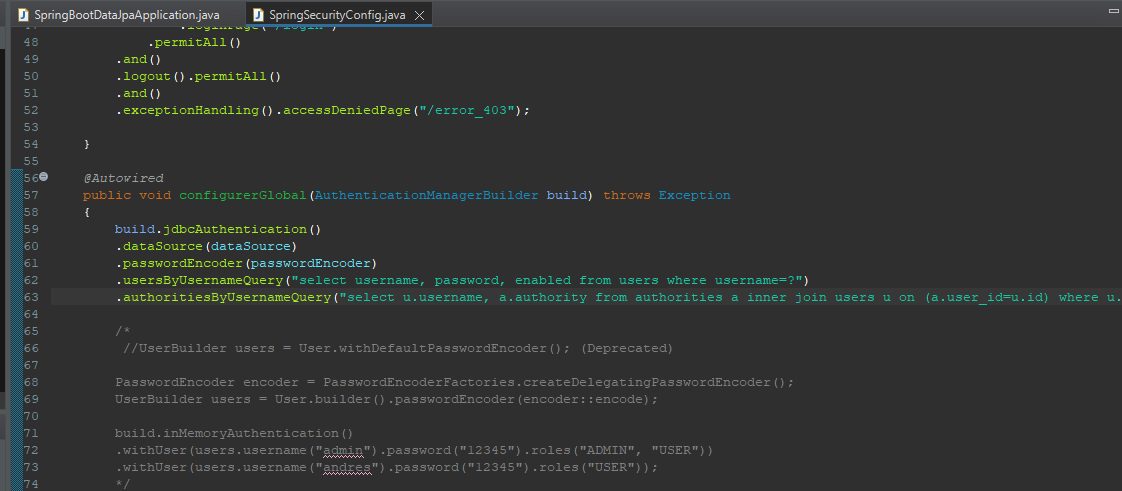 SpringBootDataJpaApplication.java SpringSecurityConfig.java
48 .permitAll()
49 .and()
50 .logout().permitAll()
51 .and()
52 .exceptionHandling().accessDeniedPage("/error_403");
53
54 }
55
56 @Autowired
57 public void configurerGlobal(AuthenticationManagerBuilder build) throws Exception
58 {
59 build.jdbcAuthentication()
60 .dataSource(dataSource)
61 .passwordEncoder(passwordEncoder)
62 .usersByUsernameQuery("select username, password, enabled from users where username=?")
63 .authoritiesByUsernameQuery("select u.username, a.authority from authorities a inner join users u on (a.user_id=u.id) where u.
64
65 /*
66 //UserBuilder users = User.withDefaultPasswordEncoder(); (Deprecated)
67
68 PasswordEncoder encoder = PasswordEncoderFactories.createDelegatingPasswordEncoder();
69 UserBuilder users = User.builder().passwordEncoder(encoder::encode);
70
71 build.inMemoryAuthentication()
72 .withUser(users.username("admin").password("12345").roles("ADMIN", "USER"))
73 .withUser(users.username("andres").password("12345").roles("USER"));
74 */